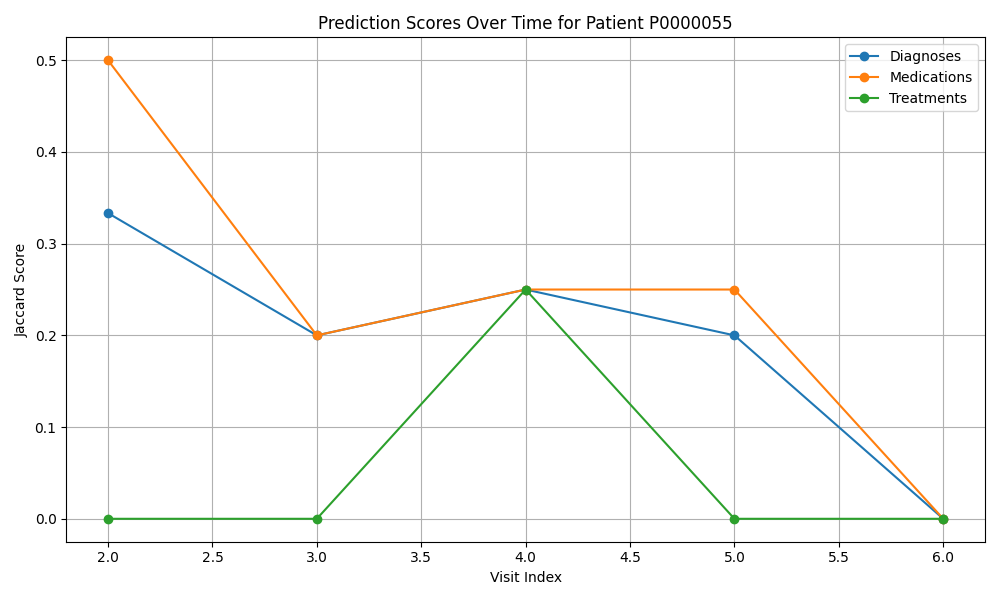 Prediction Scores Over Time for Patient P0000055
Diagnoses
Medications
Treatments
Jaccard Score
0.5
0.4
0.3
0.2
0.1
0.0
2.0 2.5 3.0 3.5 4.0 4.5 5.0 5.5 6.0
Visit Index